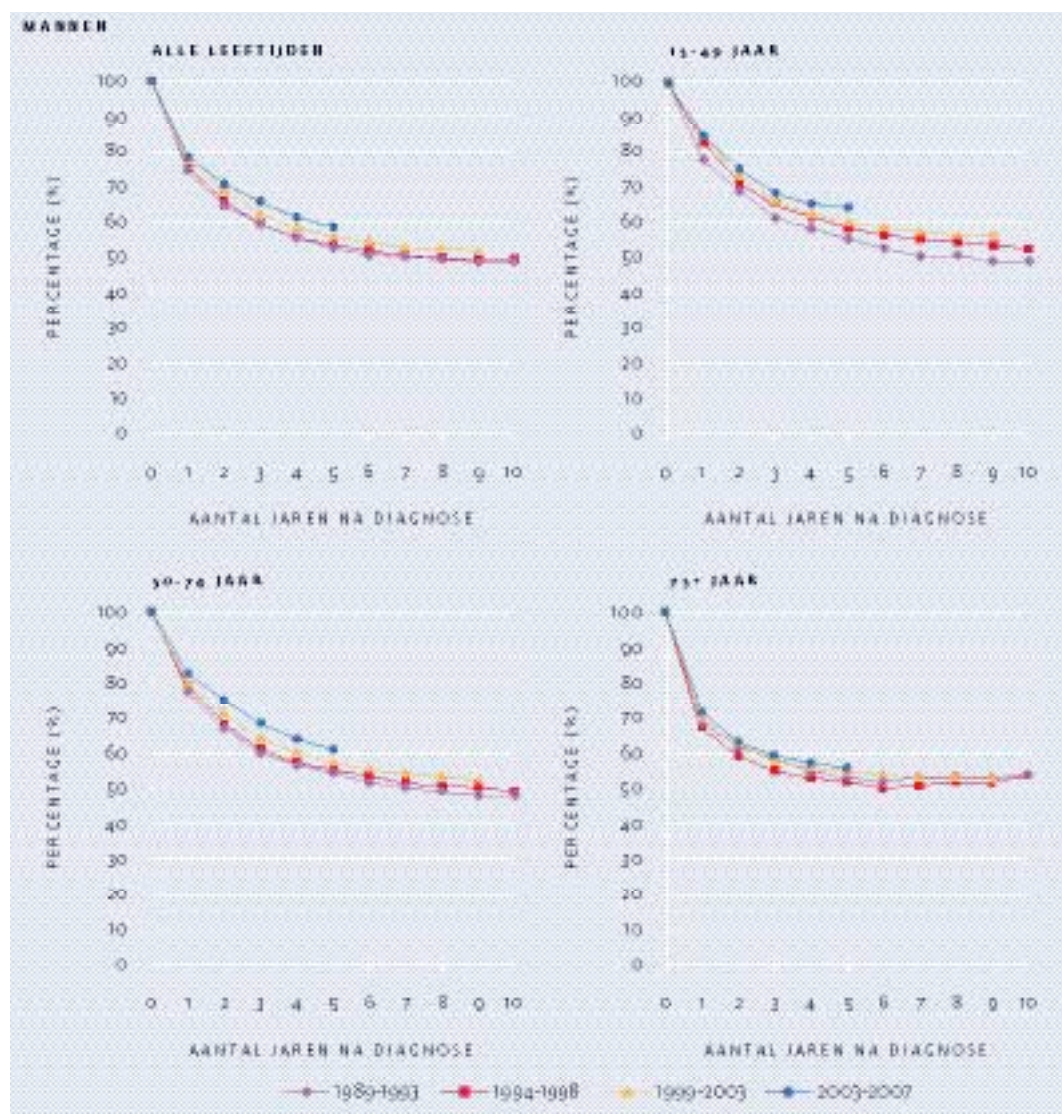 MANNEN
ALLE LEEFTIJDEN
100
90
80
70
60
50
40
30
20
10
0
PERCENTAGE (%)
0 1 2 3 4 5 6 7 8 9 10
AANTAL JAREN NA DIAGNOSE
15-49 JAAR
100
90
80
70
60
50
40
30
20
10
0
PERCENTAGE (%)
0 1 2 3 4 5 6 7 8 9 10
AANTAL JAREN NA DIAGNOSE
50-74 JAAR
100
90
80
70
60
50
40
30
20
10
0
PERCENTAGE (%)
0 1 2 3 4 5 6 7 8 9 10
AANTAL JAREN NA DIAGNOSE
75+ JAAR
100
90
80
70
60
50
40
30
20
10
0
PERCENTAGE (%)
0 1 2 3 4 5 6 7 8 9 10
AANTAL JAREN NA DIAGNOSE
1989-1993 1994-1998 1999-2003 2003-2007